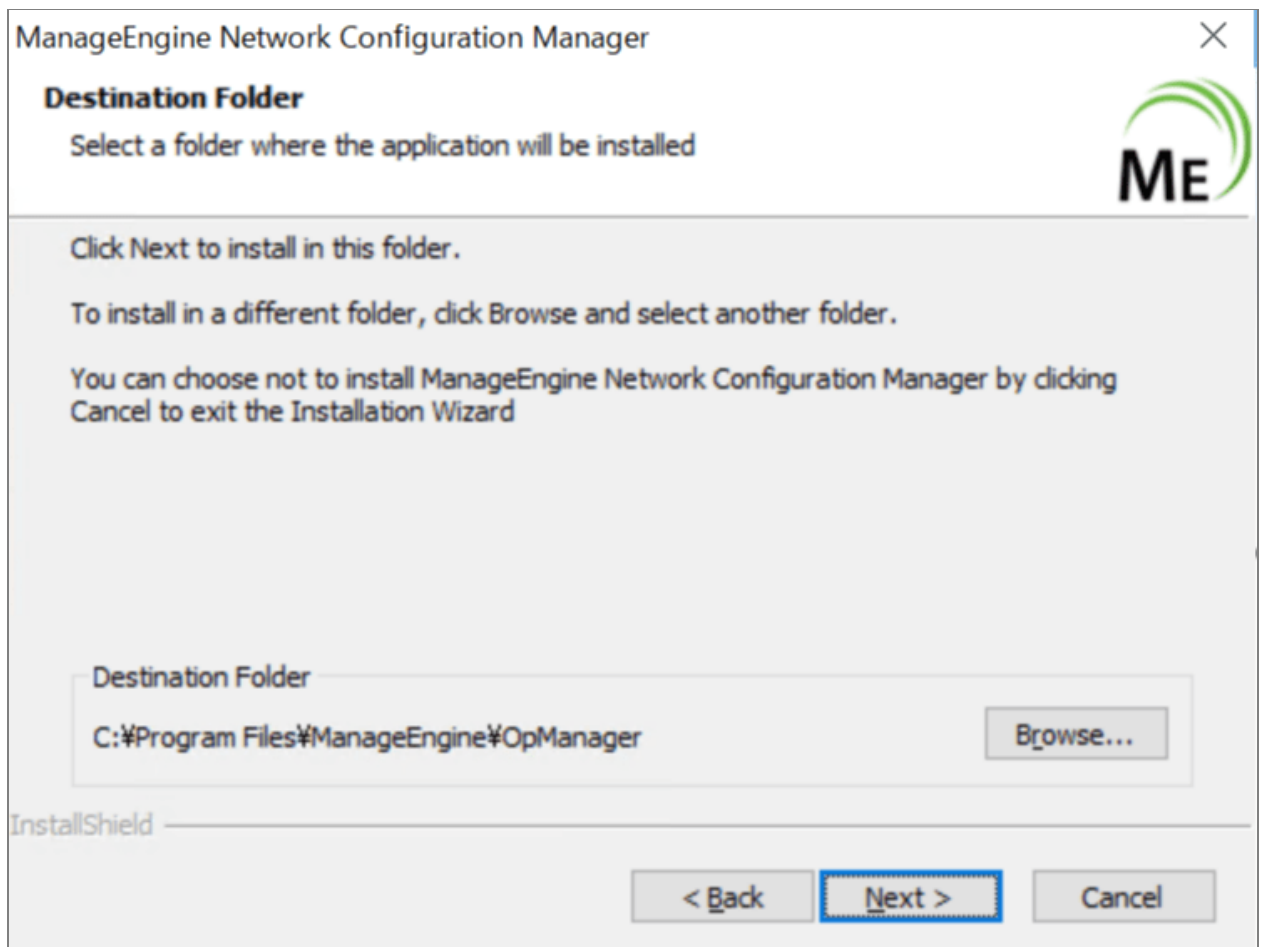 ManageEngine Network Configuration Manager
Destination Folder
Select a folder where the application will be installed
ME
Click Next to install in this folder.
To install in a different folder, click Browse and select another folder.
You can choose not to install ManageEngine Network Configuration Manager by clicking
Cancel to exit the Installation Wizard
Destination Folder
C:¥Program Files¥ManageEngine¥OpManager
Browse...
InstallShield
< Back
Next >
Cancel